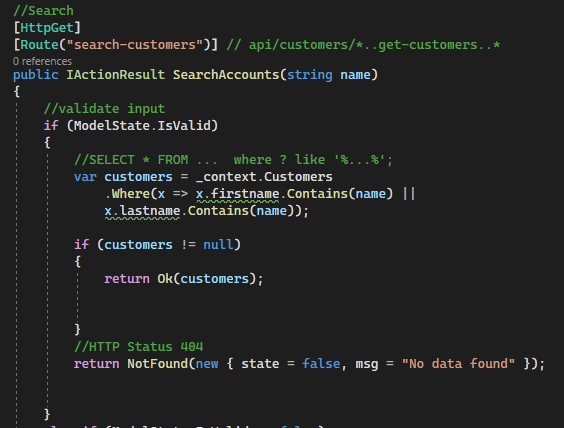 //Search
[HttpGet]
[Route("search-customers")] // api/customers/*..get-customers..*
0 references
public IActionResult SearchAccounts(string name)
{
//validate input
if (ModelState.IsValid)
{
//SELECT * FROM ...  where ? like '%...%';
var customers = _context.Customers
.Where(x => x.firstname.Contains(name) ||
x.lastname.Contains(name));
if (customers != null)
{
return Ok(customers);
}
//HTTP Status 404
return NotFound(new { state = false, msg = "No data found" });
}